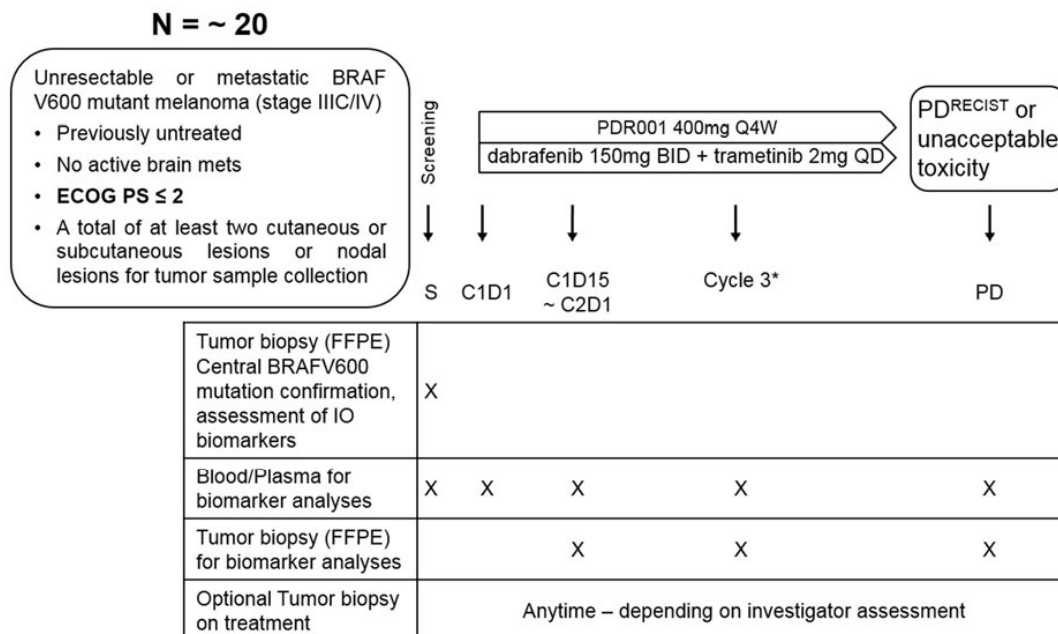 N = ~ 20
Unresectable or metastatic BRAF
V600 mutant melanoma (stage IIIC/IV)
• Previously untreated
• No active brain mets
• ECOG PS ≤ 2
• A total of at least two cutaneous or
subcutaneous lesions or nodal
lesions for tumor sample collection
Screening
PDR001 400mg Q4W
dabrafenib 150mg BID + trametinib 2mg QD
PD^RECIST or
unacceptable
toxicity
S C1D1 C1D15 Cycle 3* PD
~ C2D1
Tumor biopsy (FFPE)
Central BRAFV600
mutation confirmation,
assessment of IO
biomarkers
X
Blood/Plasma for
biomarker analyses
X X X X X
Tumor biopsy (FFPE)
for biomarker analyses
X X X
Optional Tumor biopsy
on treatment
Anytime – depending on investigator assessment